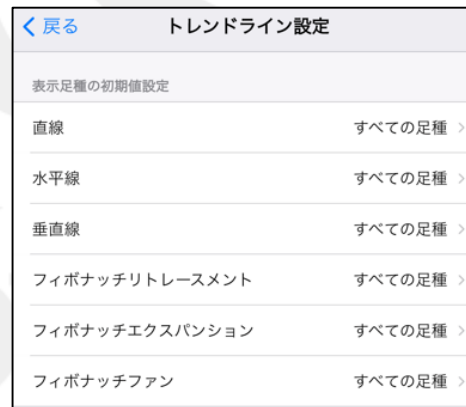 戻る トレンドライン設定
表示足種の初期値設定
直線 すべての足種
水平線 すべての足種
垂直線 すべての足種
フィボナッチリトレースメント すべての足種
フィボナッチエクスパンション すべての足種
フィボナッチファン すべての足種